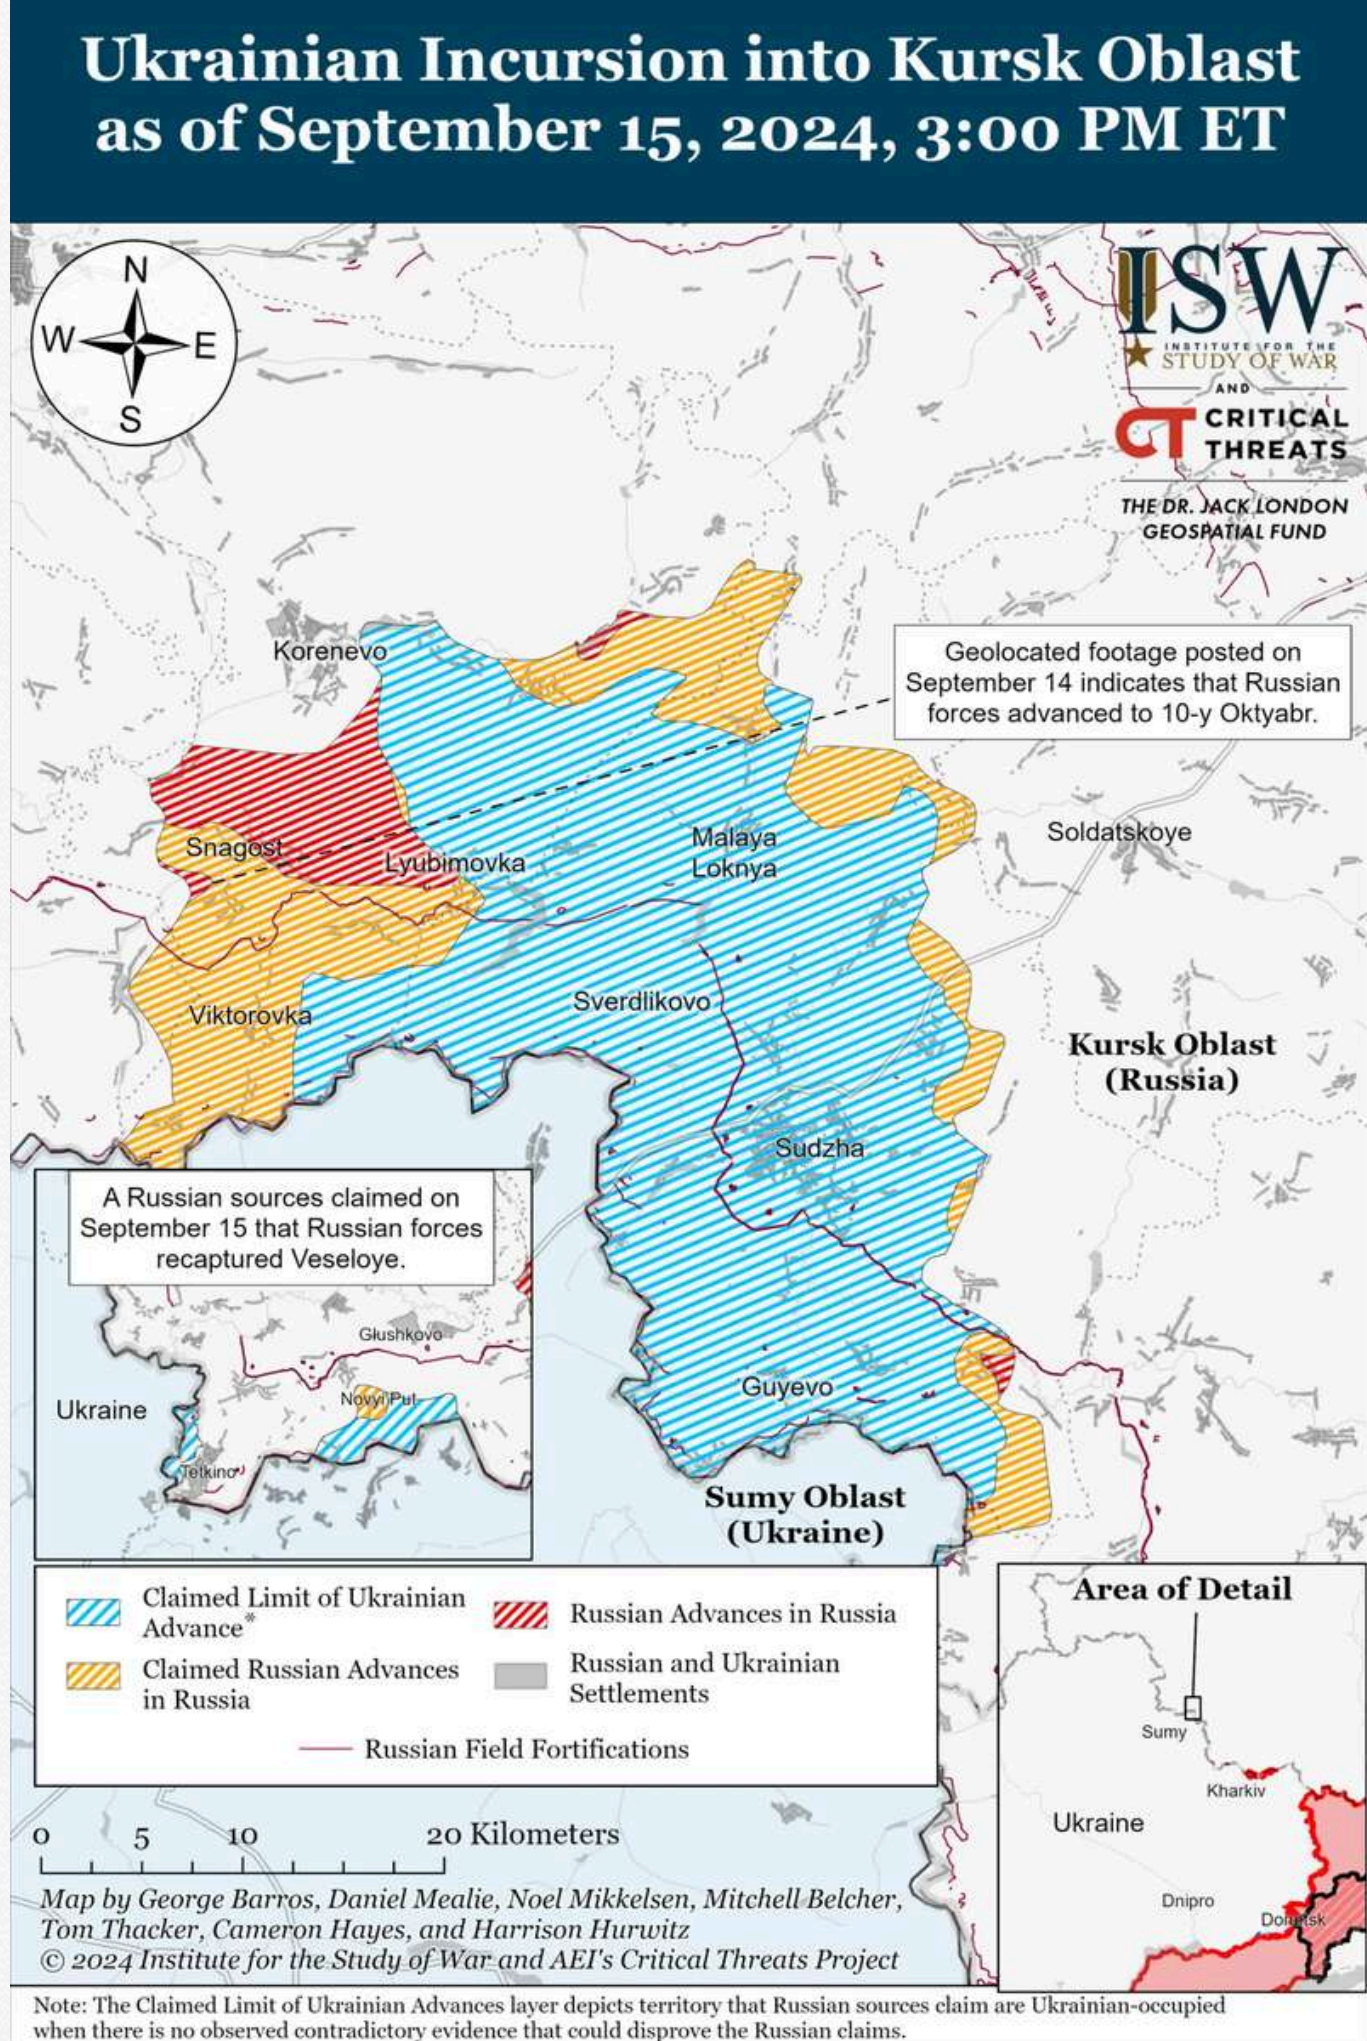 Ukrainian Incursion into Kursk Oblast
as of September 15, 2024, 3:00 PM ET
N
W
E
S
ISW
INSTITUTE FOR THE
STUDY OF WAR
AND
CT CRITICAL
THREATS
THE DR. JACK LONDON
GEOSPATIAL FUND
Korenevo
Geolocated footage posted on
September 14 indicates that Russian
forces advanced to 10-y Oktyabr.
Snagost
Lyubimovka
Malaya
Loknya
Soldatskoye
Viktorovka
Sverdlikovo
Kursk Oblast
(Russia)
Sudzha
A Russian sources claimed on
September 15 that Russian forces
recaptured Veseloye.
Glushkovo
Novyi Put
Ukraine
Tetkino
Guyevo
Sumy Oblast
(Ukraine)
Claimed Limit of Ukrainian
Advance*
Russian Advances in Russia
Claimed Russian Advances
in Russia
Russian and Ukrainian
Settlements
Russian Field Fortifications
Area of Detail
Sumy
Kharkiv
Ukraine
Dnipro
Donetsk
0 5 10 20 Kilometers
Map by George Barros, Daniel Mealie, Noel Mikkelsen, Mitchell Belcher,
Tom Thacker, Cameron Hayes, and Harrison Hurwitz
© 2024 Institute for the Study of War and AEI's Critical Threats Project
Note: The Claimed Limit of Ukrainian Advances layer depicts territory that Russian sources claim are Ukrainian-occupied
when there is no observed contradictory evidence that could disprove the Russian claims.